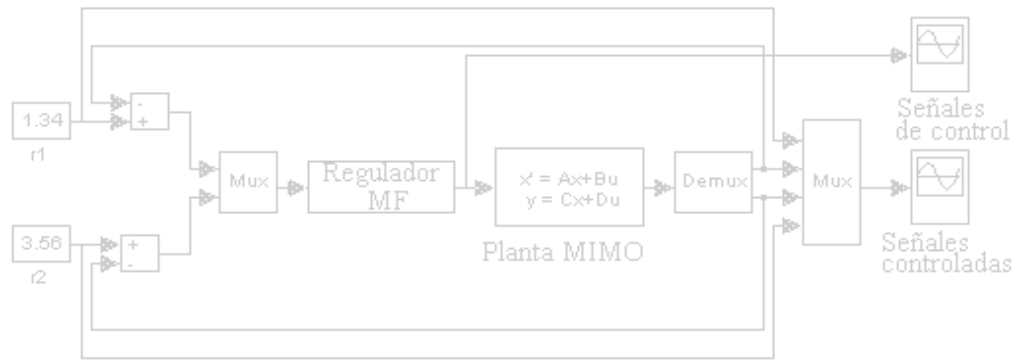 1.34
r1
-
+
3.56
r2
+
-
Mux
Regulador
MF
x' = Ax+Bu
y = Cx+Du
Planta MIMO
Demux
Mux
Señales
de control
Señales
controladas